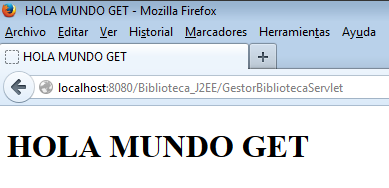 HOLA MUNDO GET - Mozilla Firefox
Archivo Editar Ver Historial Marcadores Herramientas Ayuda
HOLA MUNDO GET
localhost:8080/Biblioteca_J2EE/GestorBibliotecaServlet
HOLA MUNDO GET